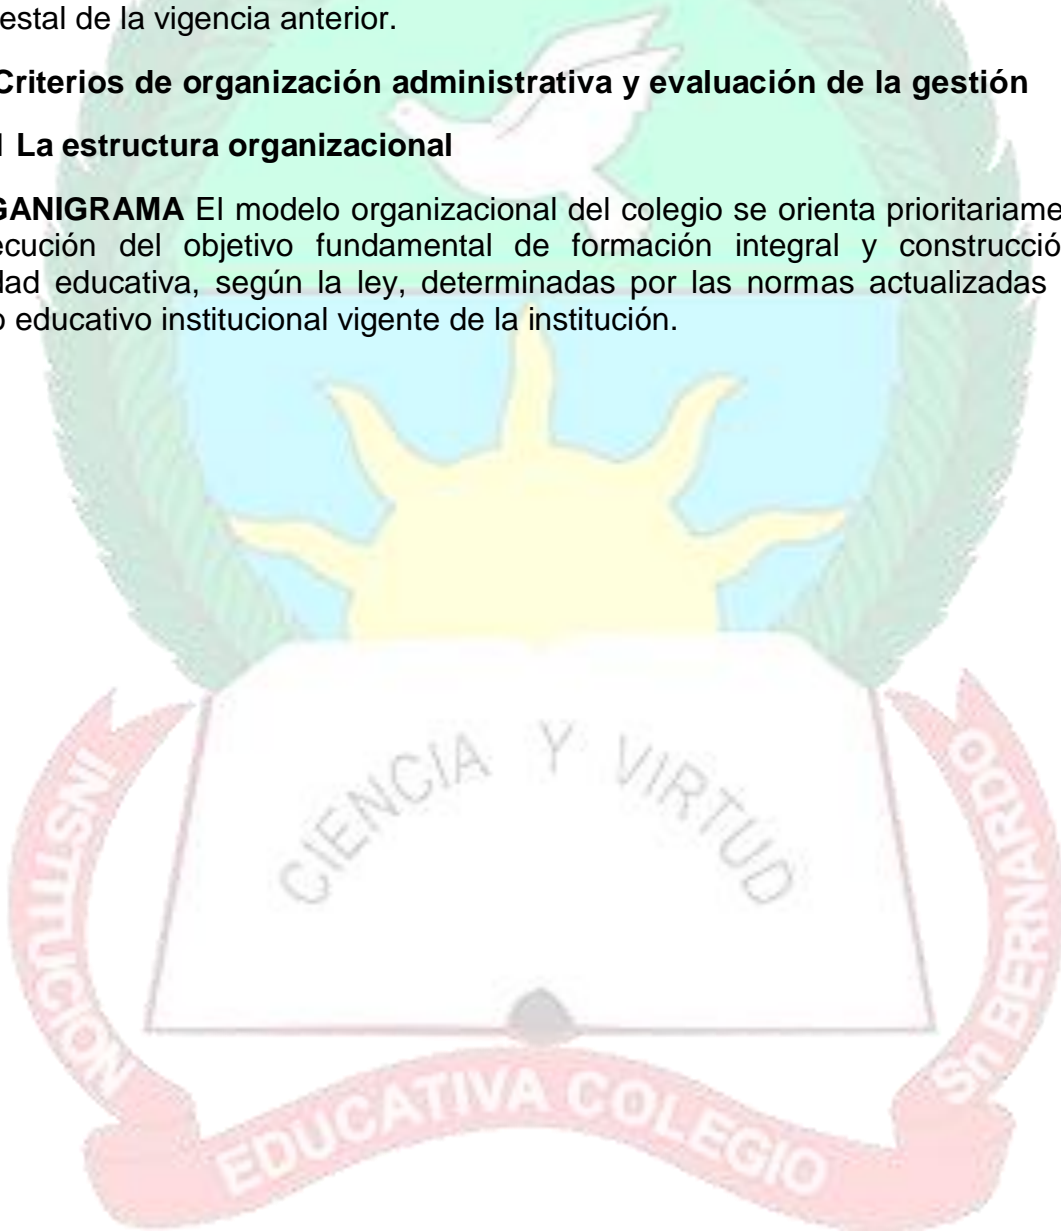 estal de la vigencia anterior.
Criterios de organización administrativa y evaluación de la gestión
La estructura organizacional
GANIGRAMA El modelo organizacional del colegio se orienta prioritariame
ecución del objetivo fundamental de formación integral y construcció
dad educativa, según la ley, determinadas por las normas actualizadas
o educativo institucional vigente de la institución.
CIENCIA Y VIRTUD
INSTITUCION
EDUCATIVA COLEGIO
Sn BERNARDO